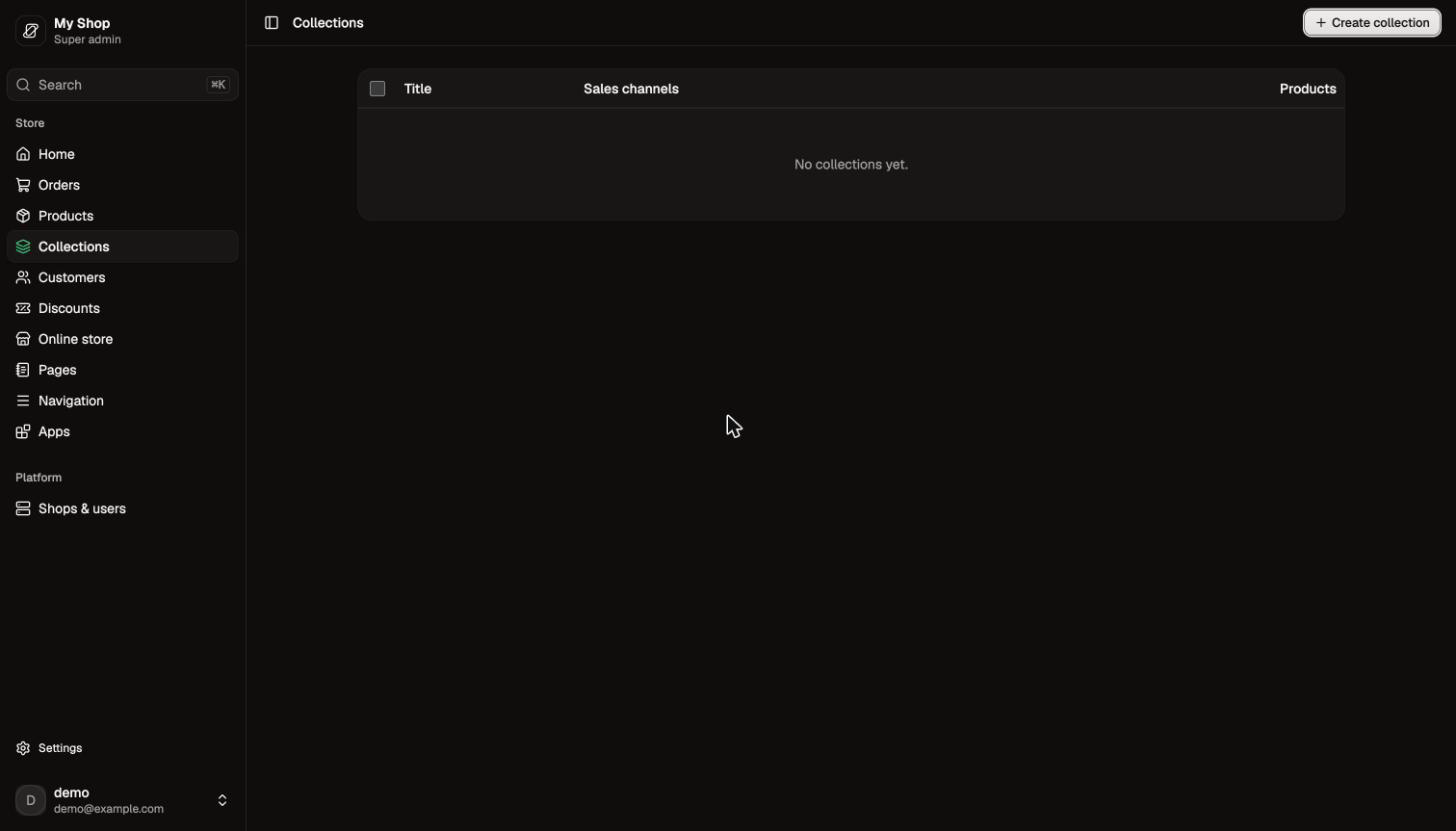 My Shop
Super admin
Search ⌘K
Store
Home
Orders
Products
Collections
Customers
Discounts
Online store
Pages
Navigation
Apps
Platform
Shops & users
Settings
D
demo
demo@example.com
Collections
+ Create collection
Title Sales channels Products
No collections yet.